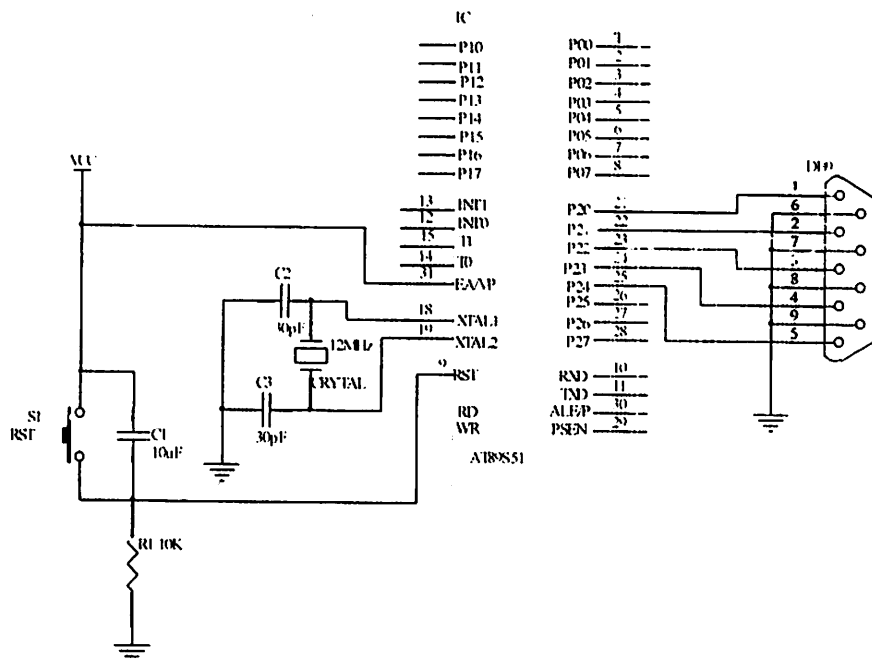 IC
P10
P11
P12
P13
P14
P15
P16
P17
13 INT1
12 INT0
15 T1
14 T0
31 EA/VP
18 XTAL1
19 XTAL2
9 RST
RD
WR
P00 1
P01 2
P02 3
P03 4
P04 5
P05 6
P06 7
P07 8
P20 21
P21 22
P22 23
P23 24
P24 25
P25 26
P26 27
P27 28
RXD 10
TXD 11
ALE/P 30
PSEN 29
AT89S51
VCC
S1
RST
C1
10uF
R1 10K
C2
30pF
12MHz
CRYTAL
C3
30pF
DB9
1
6
2
7
3
8
4
9
5